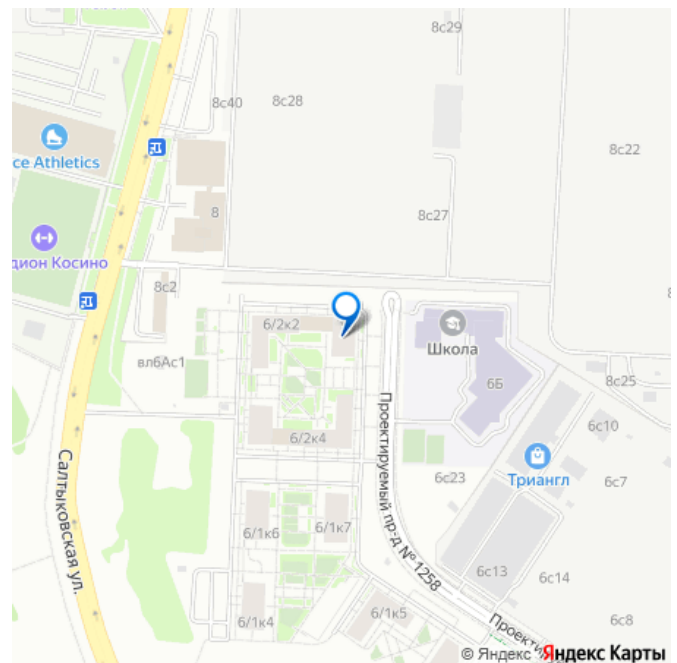 8с29
8с40
8с28
ce Athletics
8с22
8
8с27
дион Косино
8с2
6/2к2
Школа
вл6Ас1
6Б
8с25
6/2к4
6с10
Проектируемый пр-д № 1258
6с23
Триангл
6с7
Салтыковская ул.
6/1к6
6/1к7
6с13
6с14
6/1к4
6/1к5
6с8
Проектир
© Яндекс Яндекс Карты